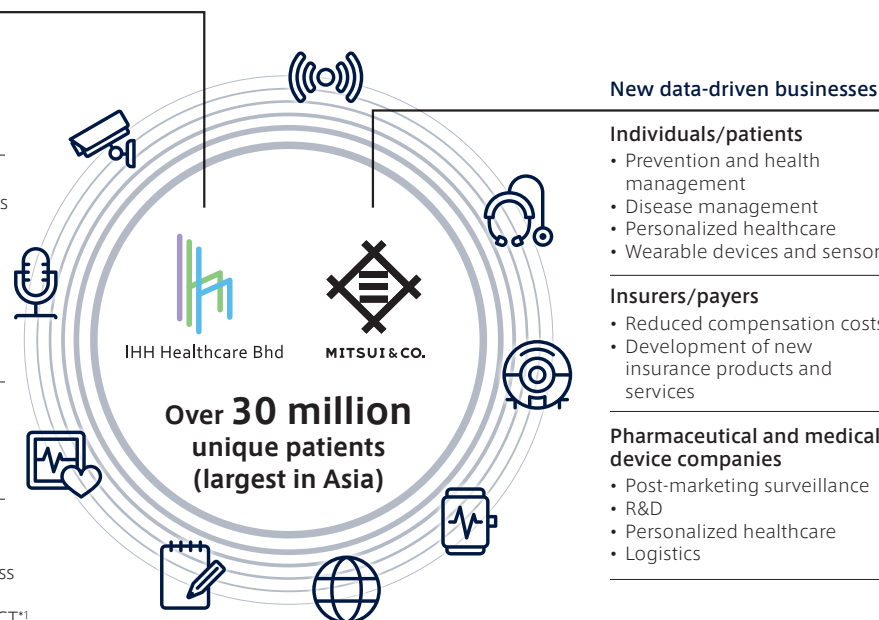 New data-driven businesses
Individuals/patients
• Prevention and health
management
• Disease management
• Personalized healthcare
• Wearable devices and sensor
Insurers/payers
• Reduced compensation costs
• Development of new
insurance products and
services
Pharmaceutical and medical
device companies
• Post-marketing surveillance
• R&D
• Personalized healthcare
• Logistics
IHH Healthcare Bhd
MITSUI & CO.
Over 30 million
unique patients
(largest in Asia)